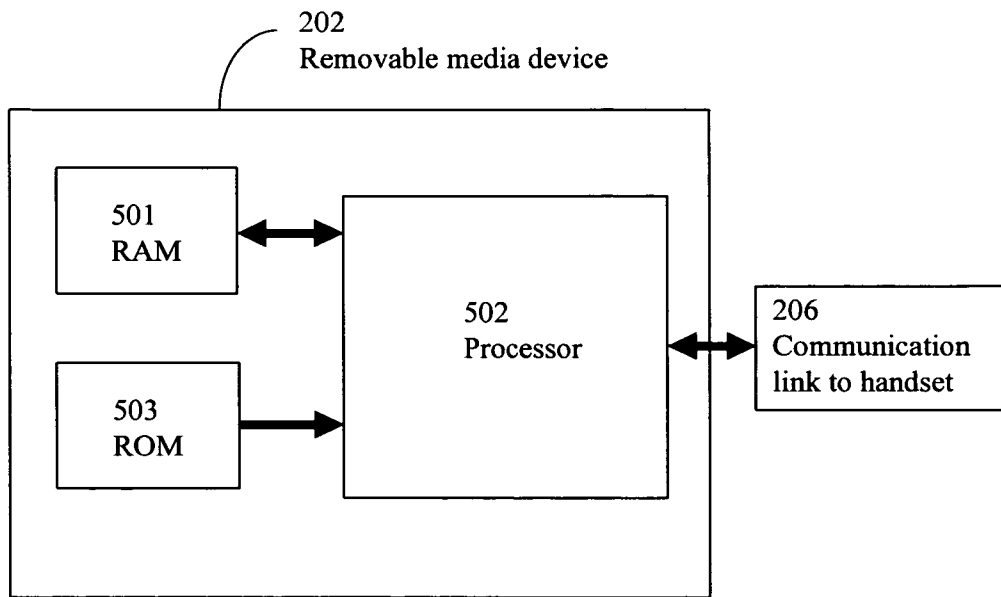 202
Removable media device
501
RAM
502
Processor
503
ROM
206
Communication
link to handset